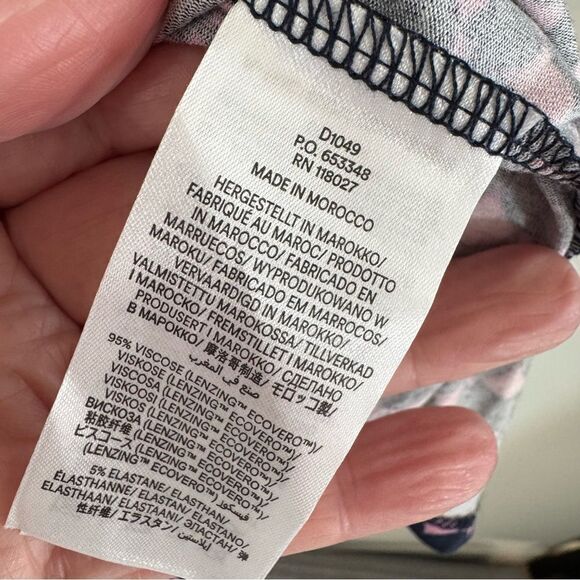 D1049
P.O. 653348
RN 118027
MADE IN MOROCCO
HERGESTELLT IN MAROKKO/
FABRIQUÉ AU MAROC/ PRODOTTO
IN MAROCCO/ FABRICADO EN
MARRUECOS/ WYPRODUKOWANO W
MAROKU/ FABRICADO EM MARROCOS/
VERVAARDIGD IN MAROKKO/
VALMISTETTU MAROKOSSA/ TILLVERKAD
I MAROCKO/ FREMSTILLET I MAROKKO/
PRODUSERT I MAROKKO/ СДЕЛАНО
В МАРОККО/ 摩洛哥制造/ モロッコ製/
صنع في المغرب
95% VISCOSE (LENZING™ ECOVERO™)/
VISKOSE (LENZING™ ECOVERO™)/
VISCOSA (LENZING™ ECOVERO™)/
VISKOOSI (LENZING™ ECOVERO™)/
ВИСКОЗА (LENZING™ ECOVERO™)/
粘胶纤维 (LENZING™ ECOVERO™)/
ビスコース (LENZING™ ECOVERO™)/
فيسكوز (LENZING™ ECOVERO™)
5% ELASTANE/ ELASTHAN/
ÉLASTHANNE/ ELASTAN/ ELASTANO/
ELASTHAAN/ ELASTAANI/ ЭЛАСТАН/
弹性纤维/ エラスタン/ إيلاستين